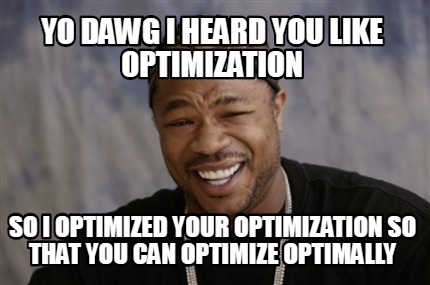 YO DAWG I HEARD YOU LIKE
OPTIMIZATION
SO I OPTIMIZED YOUR OPTIMIZATION SO
THAT YOU CAN OPTIMIZE OPTIMALLY